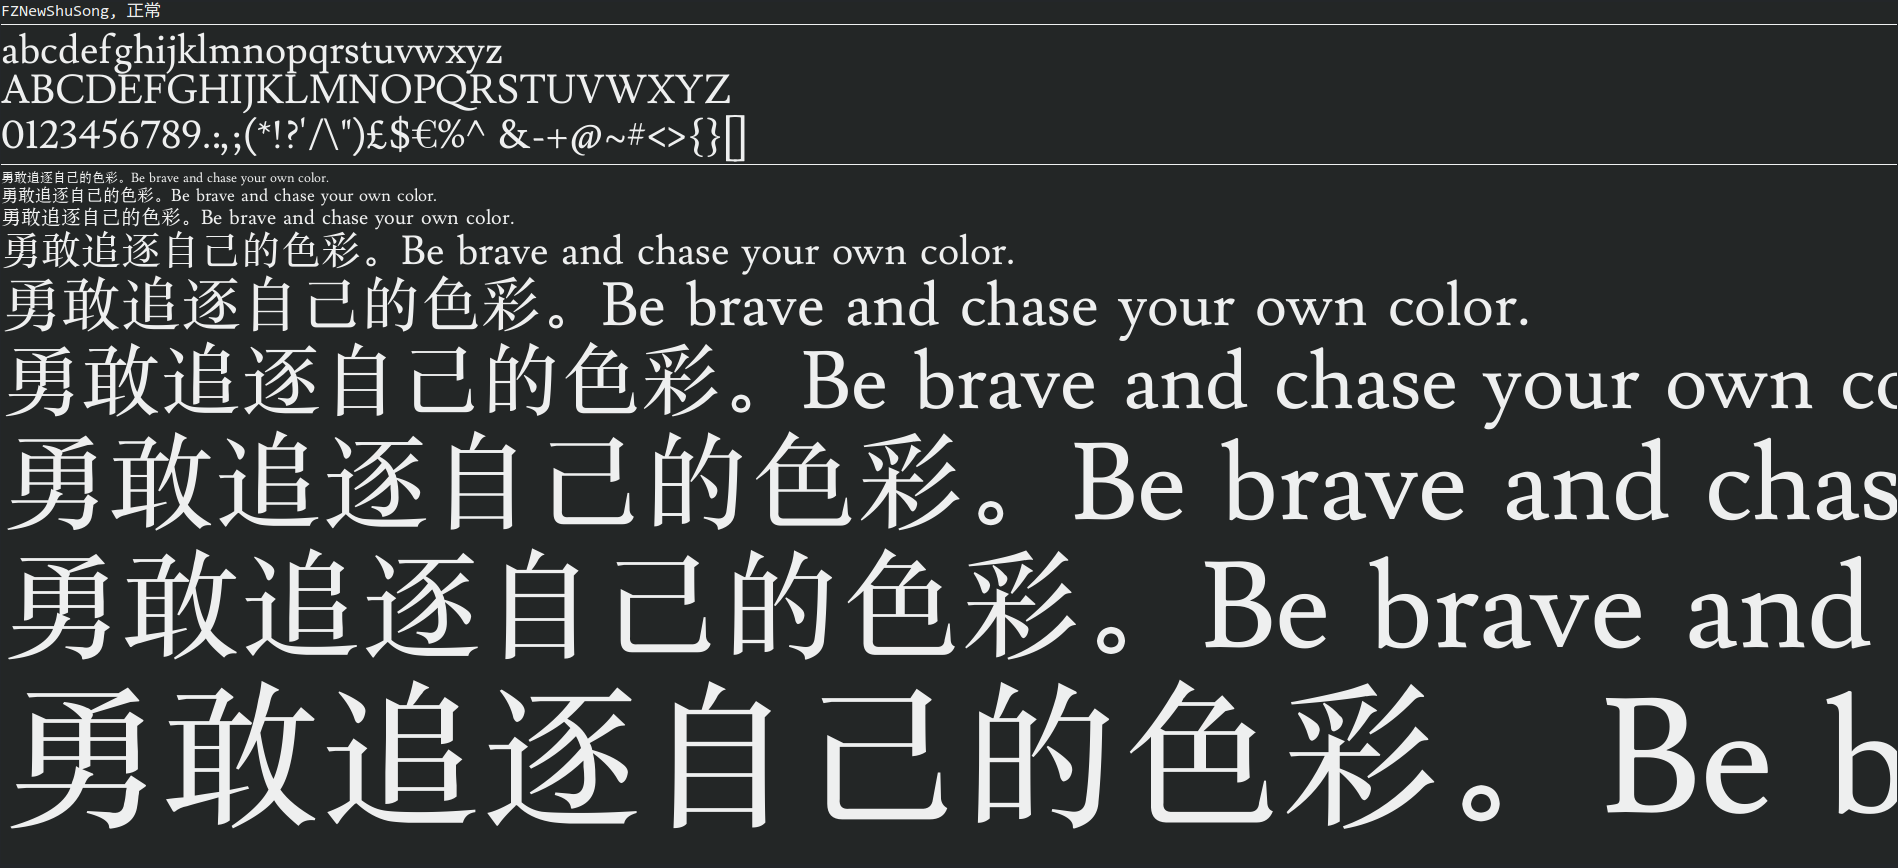 FZNewShuSong, 正常
abcdefghijklmnopqrstuvwxyz
ABCDEFGHIJKLMNOPQRSTUVWXYZ
0123456789.:,;(*!?'/\")£$€%^ &-+@~#<>{}[]
勇敢追逐自己的色彩。Be brave and chase your own color.
勇敢追逐自己的色彩。Be brave and chase your own color.
勇敢追逐自己的色彩。Be brave and chase your own color.
勇敢追逐自己的色彩。Be brave and chase your own color.
勇敢追逐自己的色彩。Be brave and chase your own color.
勇敢追逐自己的色彩。Be brave and chase your own co
勇敢追逐自己的色彩。Be brave and chas
勇敢追逐自己的色彩。Be brave and
勇敢追逐自己的色彩。Be b